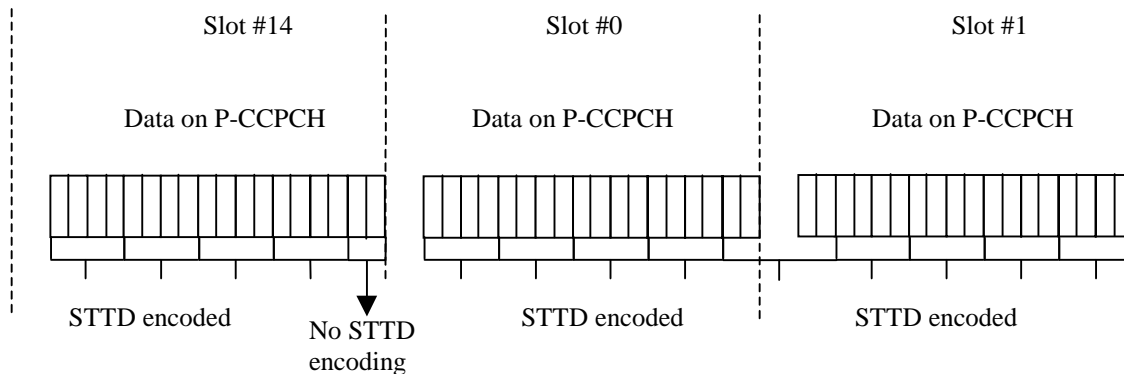 Slot #14
Slot #0
Slot #1
Data on P-CCPCH
Data on P-CCPCH
Data on P-CCPCH
STTD encoded
No STTD
encoding
STTD encoded
STTD encoded